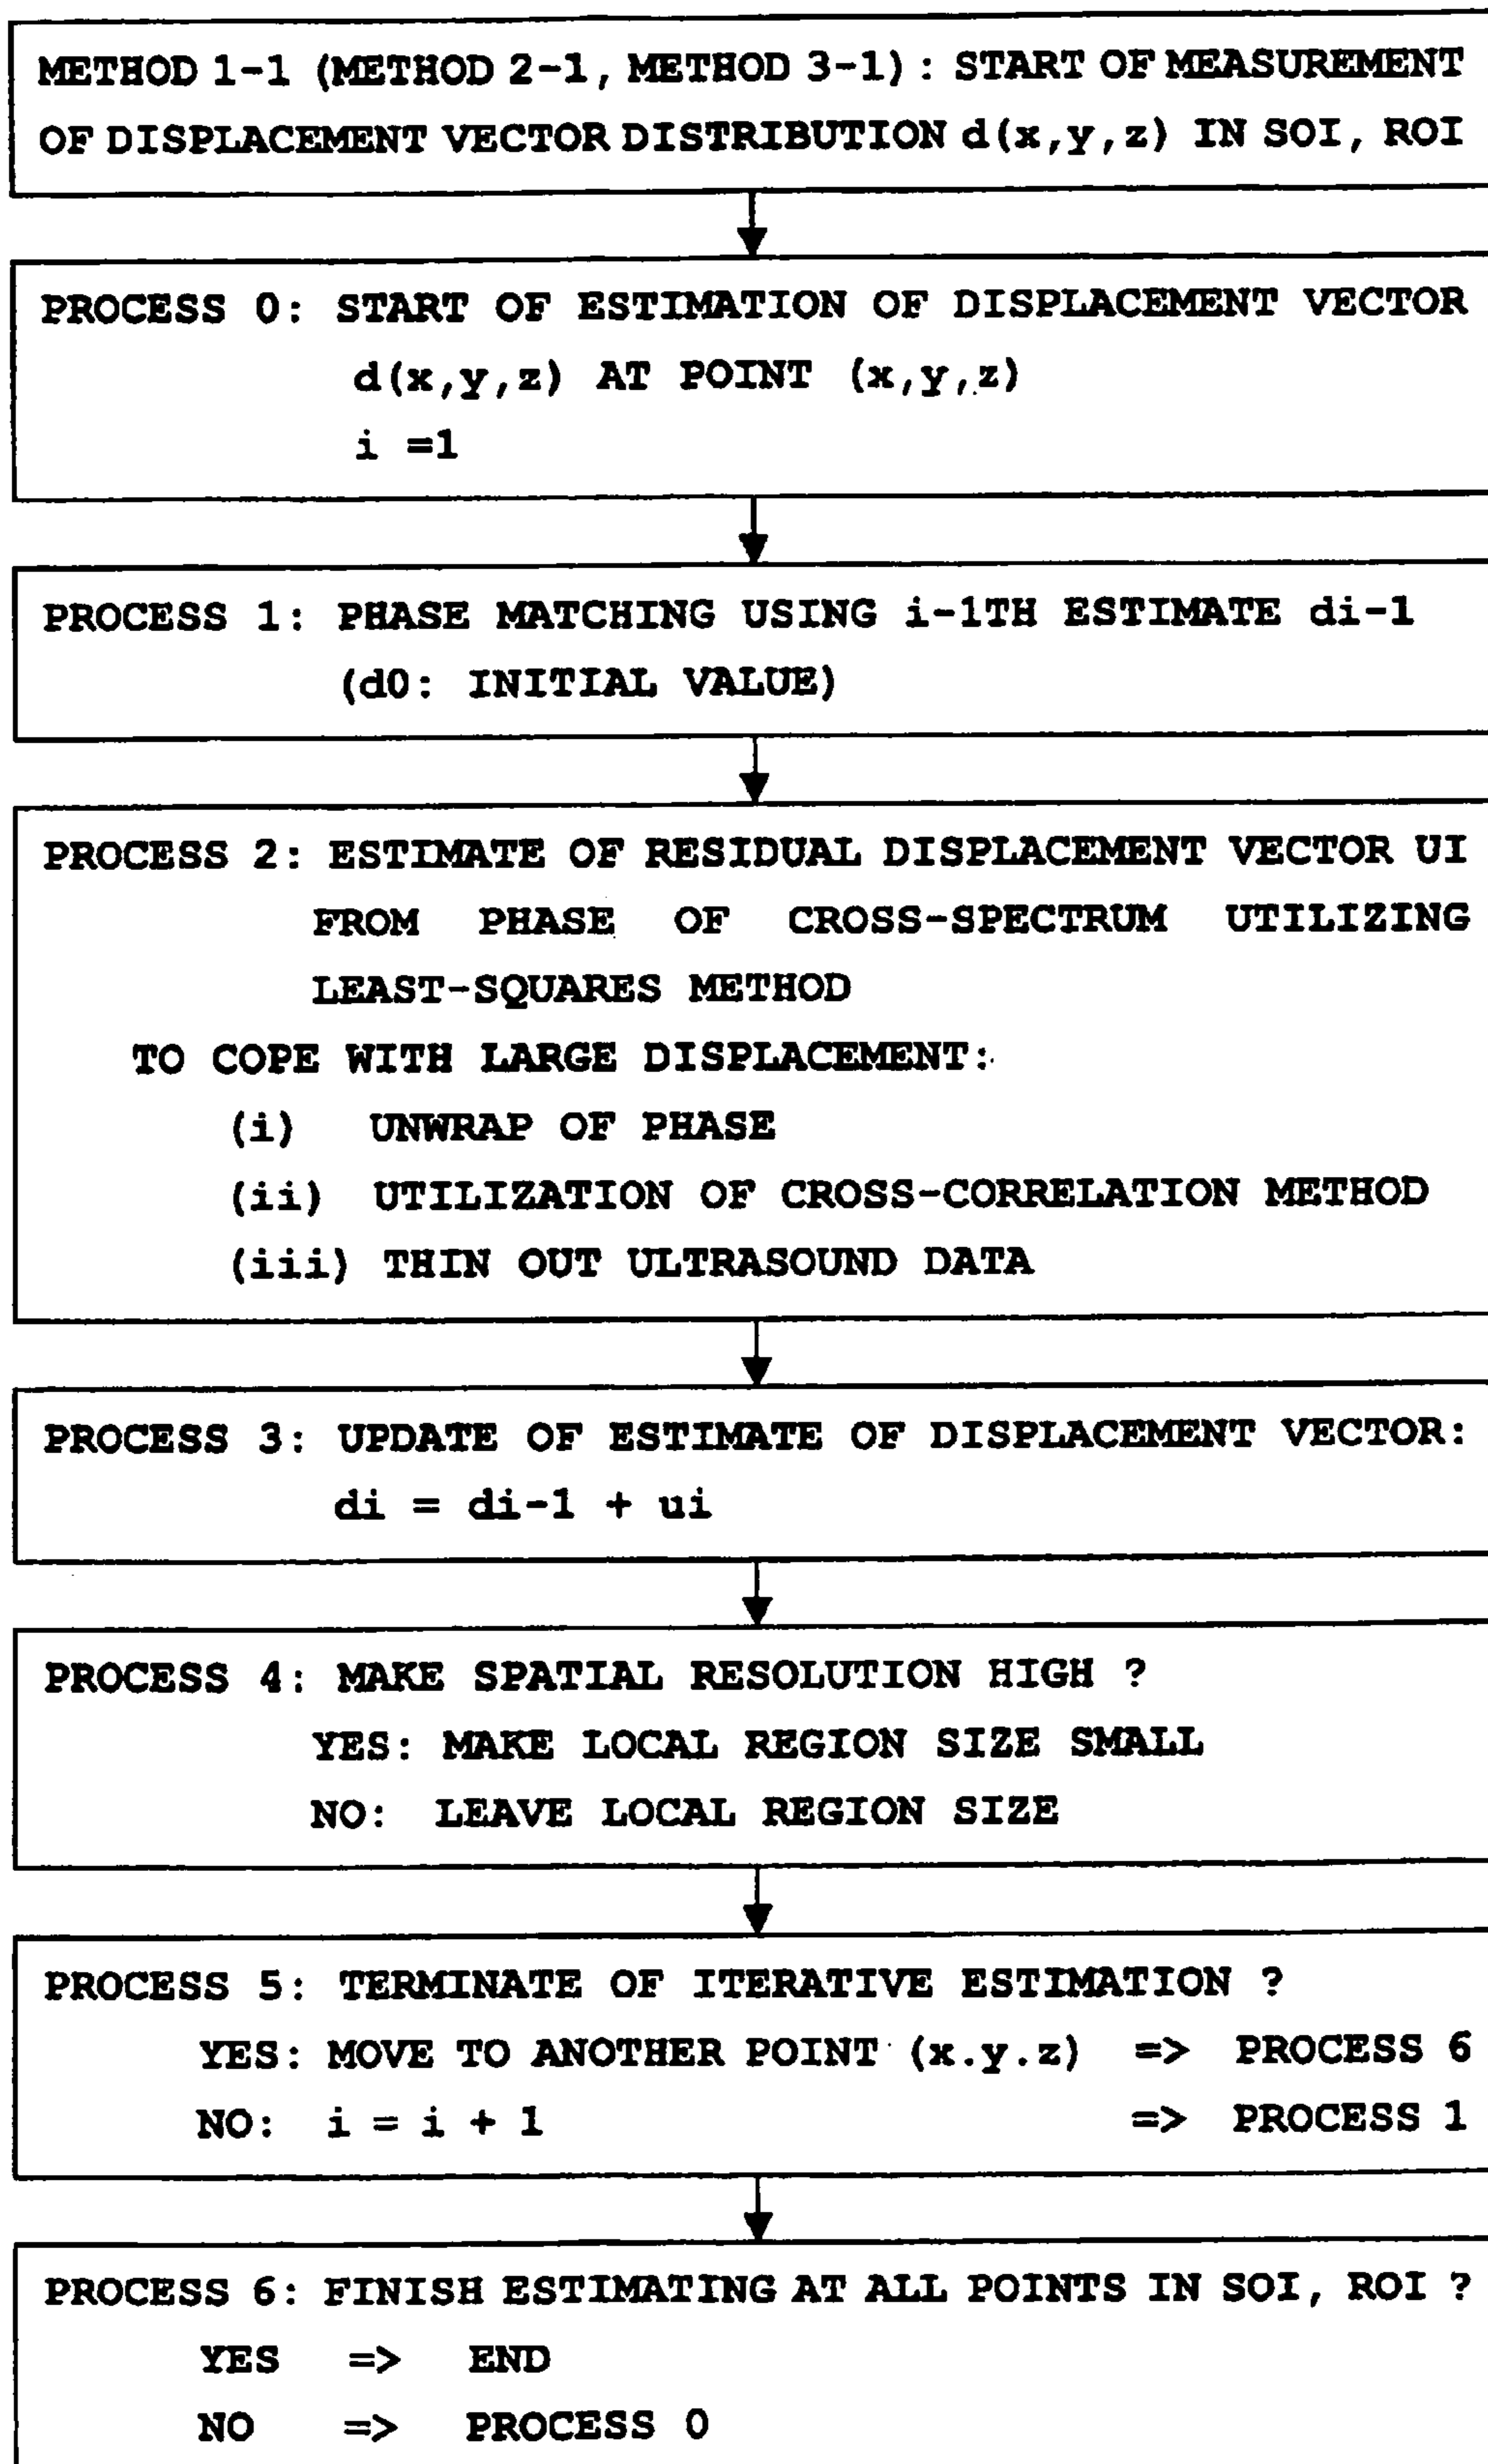 METHOD 1-1 (METHOD 2-1, METHOD 3-1) : START OF MEASUREMENT
OF DISPLACEMENT VECTOR DISTRIBUTION d(x,y,z) IN SOI, ROI
PROCESS 0: START OF ESTIMATION OF DISPLACEMENT VECTOR
d(x,y,z) AT POINT (x,y,z)
i =1
PROCESS 1: PHASE MATCHING USING i-1TH ESTIMATE di-1
(d0: INITIAL VALUE)
PROCESS 2: ESTIMATE OF RESIDUAL DISPLACEMENT VECTOR UI
FROM PHASE OF CROSS-SPECTRUM UTILIZING
LEAST-SQUARES METHOD
TO COPE WITH LARGE DISPLACEMENT:
(i) UNWRAP OF PHASE
(ii) UTILIZATION OF CROSS-CORRELATION METHOD
(iii) THIN OUT ULTRASOUND DATA
PROCESS 3: UPDATE OF ESTIMATE OF DISPLACEMENT VECTOR:
di = di-1 + ui
PROCESS 4: MAKE SPATIAL RESOLUTION HIGH ?
YES: MAKE LOCAL REGION SIZE SMALL
NO: LEAVE LOCAL REGION SIZE
PROCESS 5: TERMINATE OF ITERATIVE ESTIMATION ?
YES: MOVE TO ANOTHER POINT (x.y.z) => PROCESS 6
NO: i = i + 1 => PROCESS 1
PROCESS 6: FINISH ESTIMATING AT ALL POINTS IN SOI, ROI ?
YES => END
NO => PROCESS 0